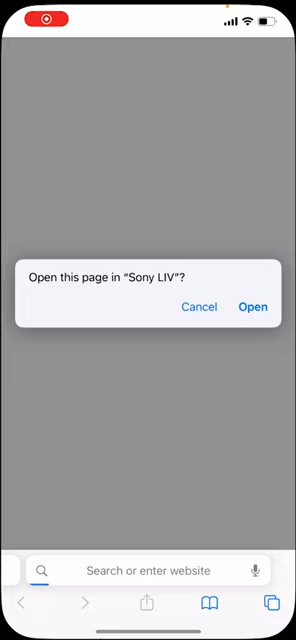 Open this page in “Sony LIV”?
Cancel
Open
Search or enter website